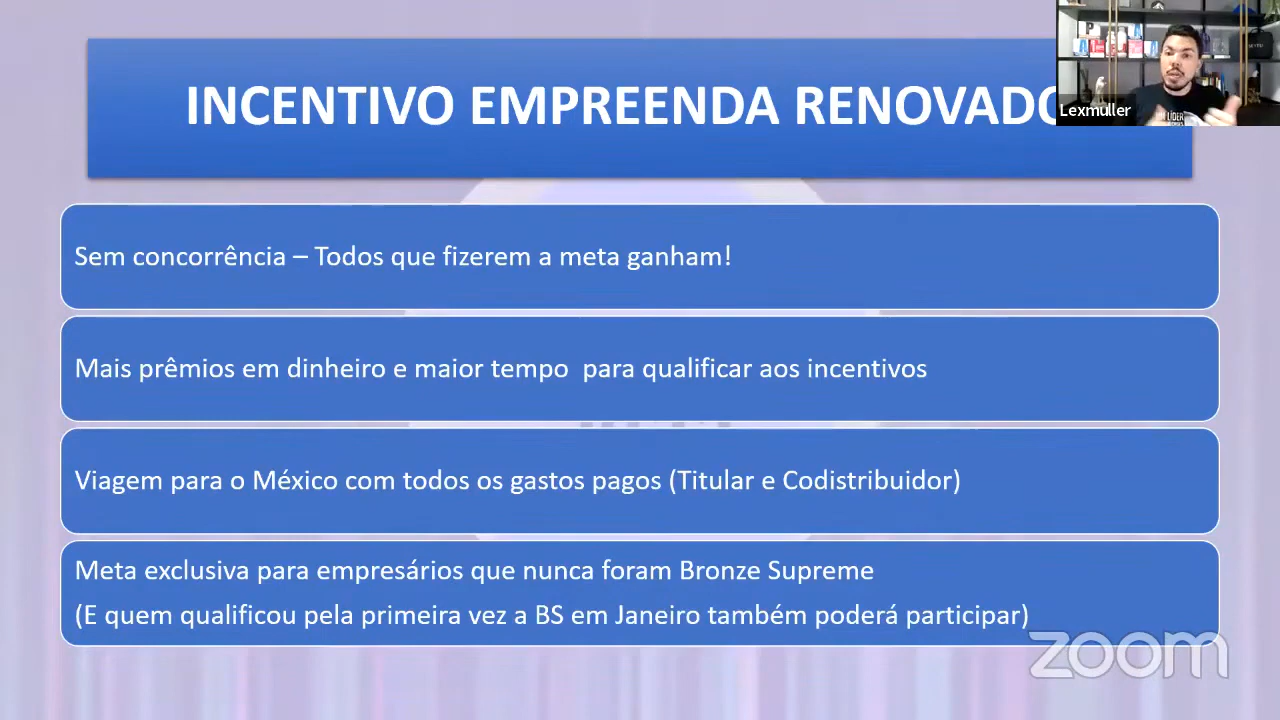 INCENTIVO EMPREENDA RENOVADO
Lexmuller
LÍDER
Sem concorrência – Todos que fizerem a meta ganham!
Mais prêmios em dinheiro e maior tempo  para qualificar aos incentivos
Viagem para o México com todos os gastos pagos (Titular e Codistribuidor)
Meta exclusiva para empresários que nunca foram Bronze Supreme
(E quem qualificou pela primeira vez a BS em Janeiro também poderá participar)
zoom